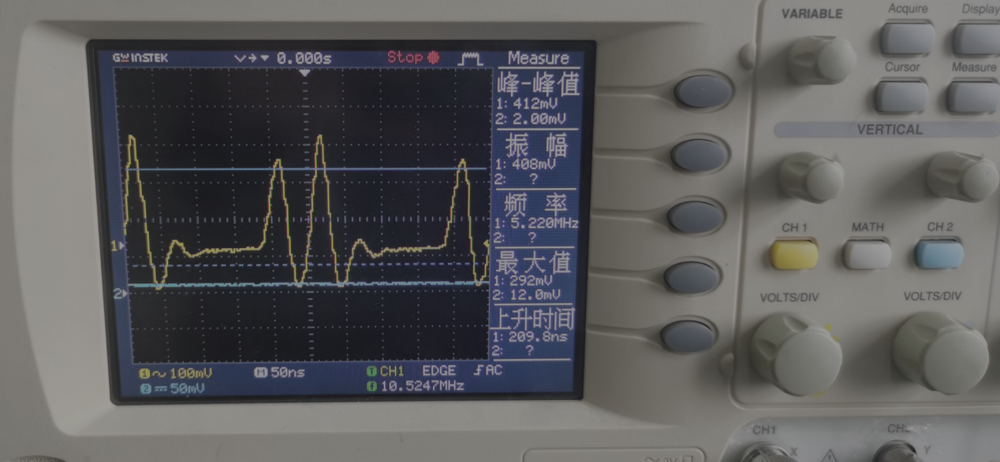 GWINSTEK 0.000s Stop Measure
峰-峰值
1: 412mV
2: 2.00mV
振 幅
1: 408mV
2: ?
频 率
1: 5.220MHz
2: ?
最大值
1: 292mV
2: 12.0mV
上升时间
1: 209.8ns
2: ?
1
2
1 100mV M 50ns T CH1 EDGE AC
2 50mV 10.5247MHz
VARIABLE
Acquire
Display
Cursor
Measure
VERTICAL
CH 1
MATH
CH 2
VOLTS/DIV
VOLTS/DIV
CH1
X
Y